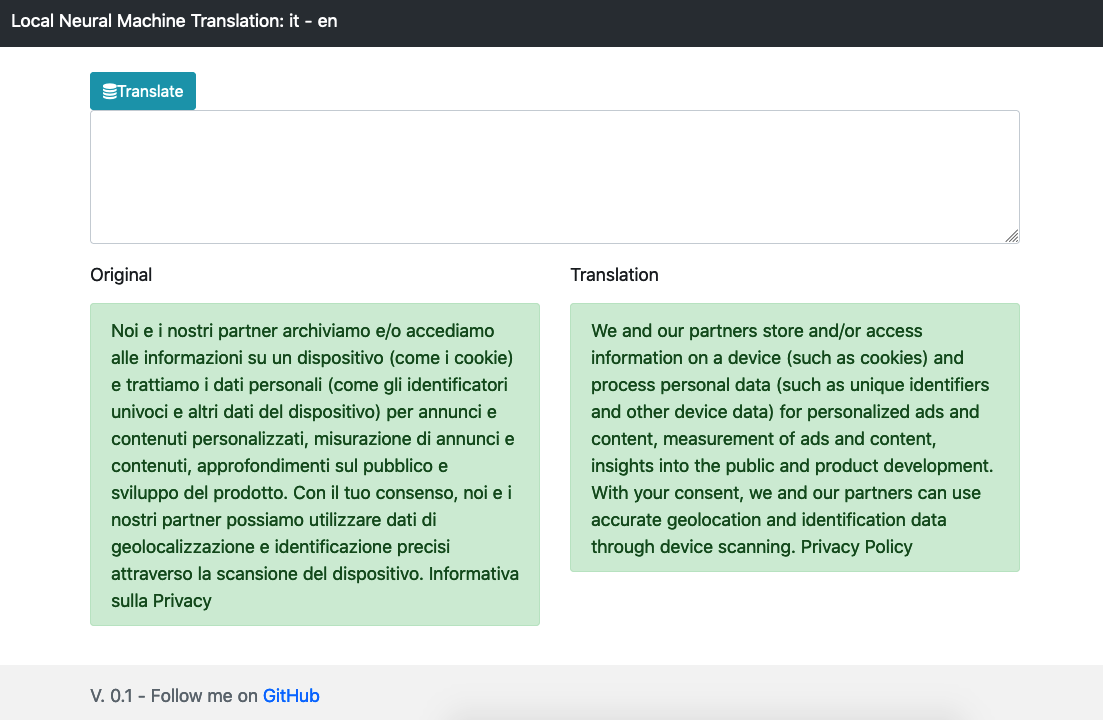 Local Neural Machine Translation: it - en
Translate
Original
Noi e i nostri partner archiviamo e/o accediamo
alle informazioni su un dispositivo (come i cookie)
e trattiamo i dati personali (come gli identificatori
univoci e altri dati del dispositivo) per annunci e
contenuti personalizzati, misurazione di annunci e
contenuti, approfondimenti sul pubblico e
sviluppo del prodotto. Con il tuo consenso, noi e i
nostri partner possiamo utilizzare dati di
geolocalizzazione e identificazione precisi
attraverso la scansione del dispositivo. Informativa
sulla Privacy
Translation
We and our partners store and/or access
information on a device (such as cookies) and
process personal data (such as unique identifiers
and other device data) for personalized ads and
content, measurement of ads and content,
insights into the public and product development.
With your consent, we and our partners can use
accurate geolocation and identification data
through device scanning. Privacy Policy
V. 0.1 - Follow me on GitHub